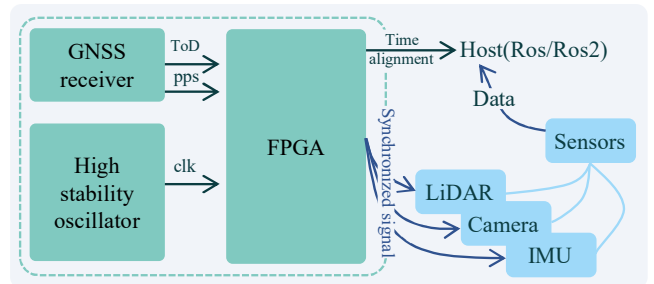 GNSS
receiver
ToD
pps
High
stability
oscillator
clk
FPGA
Time
alignment
Host(Ros/Ros2)
Data
Sensors
Synchronized signal
LiDAR
Camera
IMU